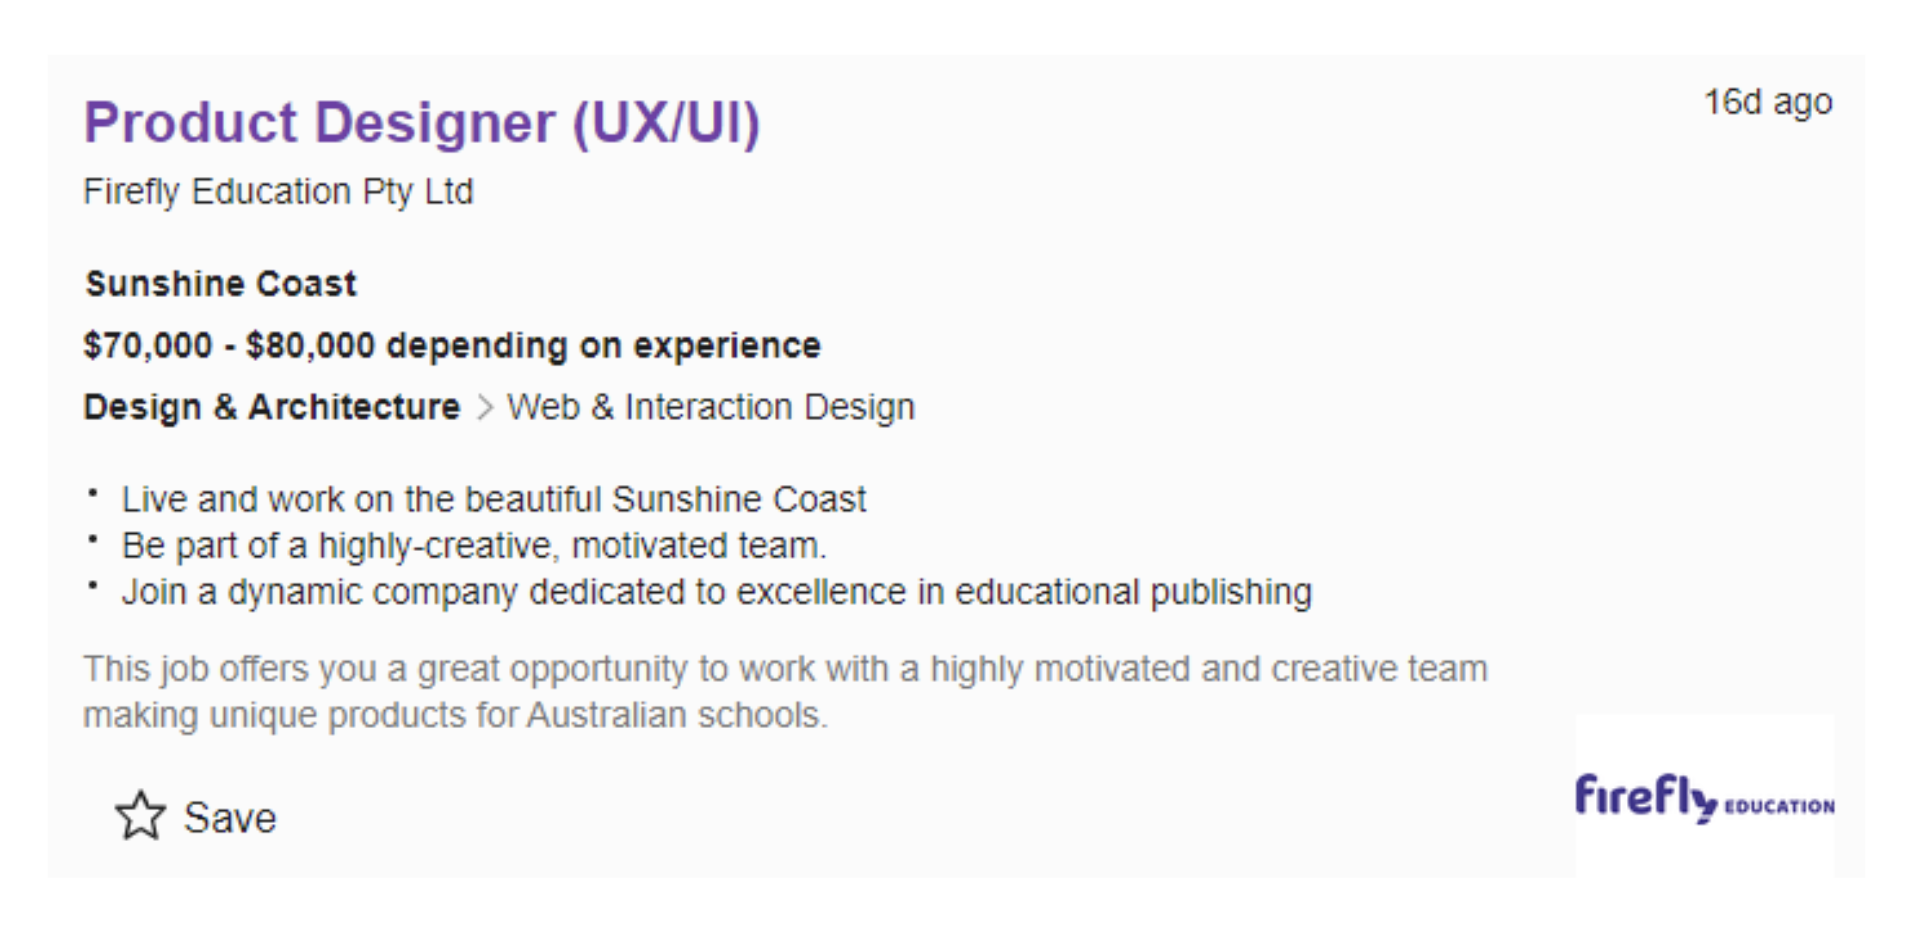 Product Designer (UX/UI)
16d ago
Firefly Education Pty Ltd
Sunshine Coast
$70,000 - $80,000 depending on experience
Design & Architecture > Web & Interaction Design
• Live and work on the beautiful Sunshine Coast
• Be part of a highly-creative, motivated team.
• Join a dynamic company dedicated to excellence in educational publishing
This job offers you a great opportunity to work with a highly motivated and creative team
making unique products for Australian schools.
Save
firefly EDUCATION